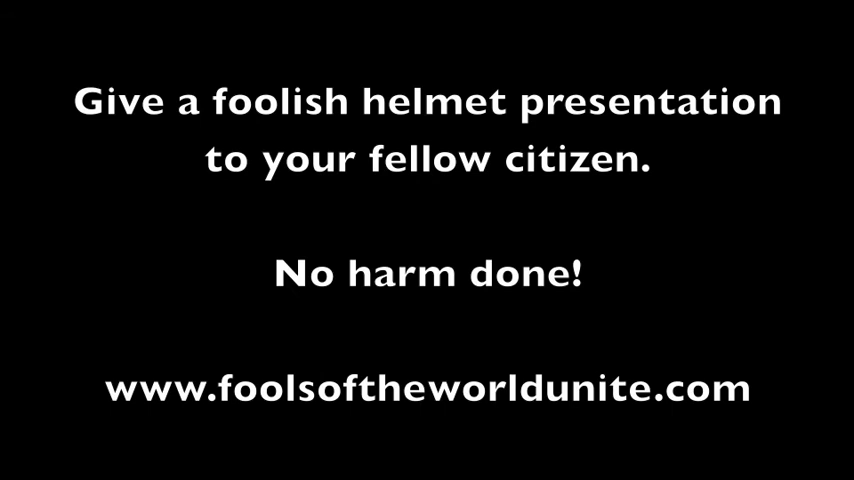 Give a foolish helmet presentation
to your fellow citizen.
No harm done!
www.foolsoftheworldunite.com